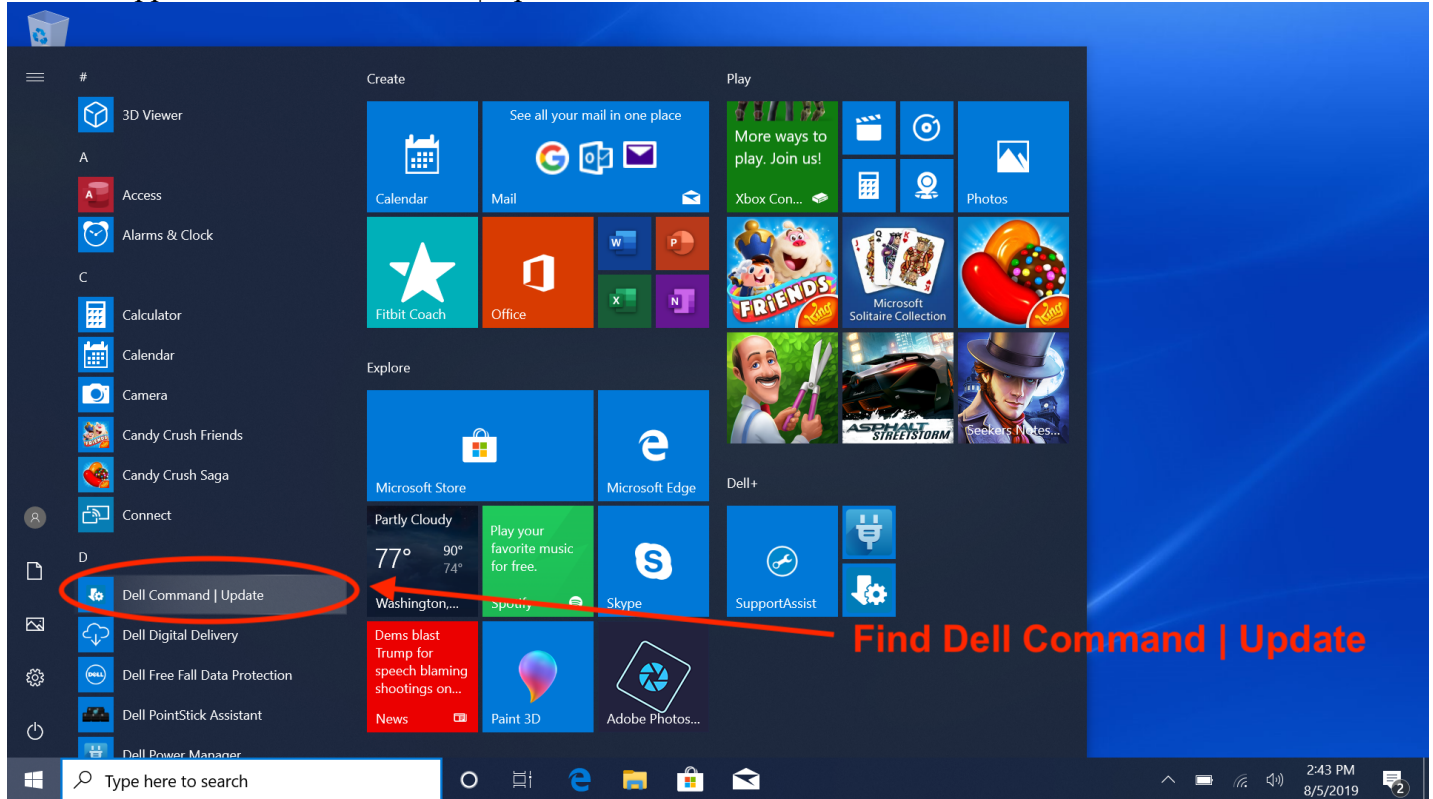 #
3D Viewer
A
Access
Alarms & Clock
C
Calculator
Calendar
Camera
Candy Crush Friends
Candy Crush Saga
Connect
D
Dell Command | Update
Dell Digital Delivery
Dell Free Fall Data Protection
Dell PointStick Assistant
Dell Power Manager
Create
Calendar
See all your mail in one place
Mail
Fitbit Coach
Office
Explore
Microsoft Store
Microsoft Edge
Partly Cloudy
77°
90°
74°
Washington,...
Play your
favorite music
for free.
Spotify
Skype
Dems blast
Trump for
speech blaming
shootings on...
News
Paint 3D
Adobe Photos...
Play
More ways to
play. Join us!
Xbox Con...
Photos
FRIENDS
King
Microsoft
Solitaire Collection
King
ASPHALT
STREETSTORM
Seekers Notes...
Dell+
SupportAssist
Find Dell Command | Update
Type here to search
2:43 PM
8/5/2019
2